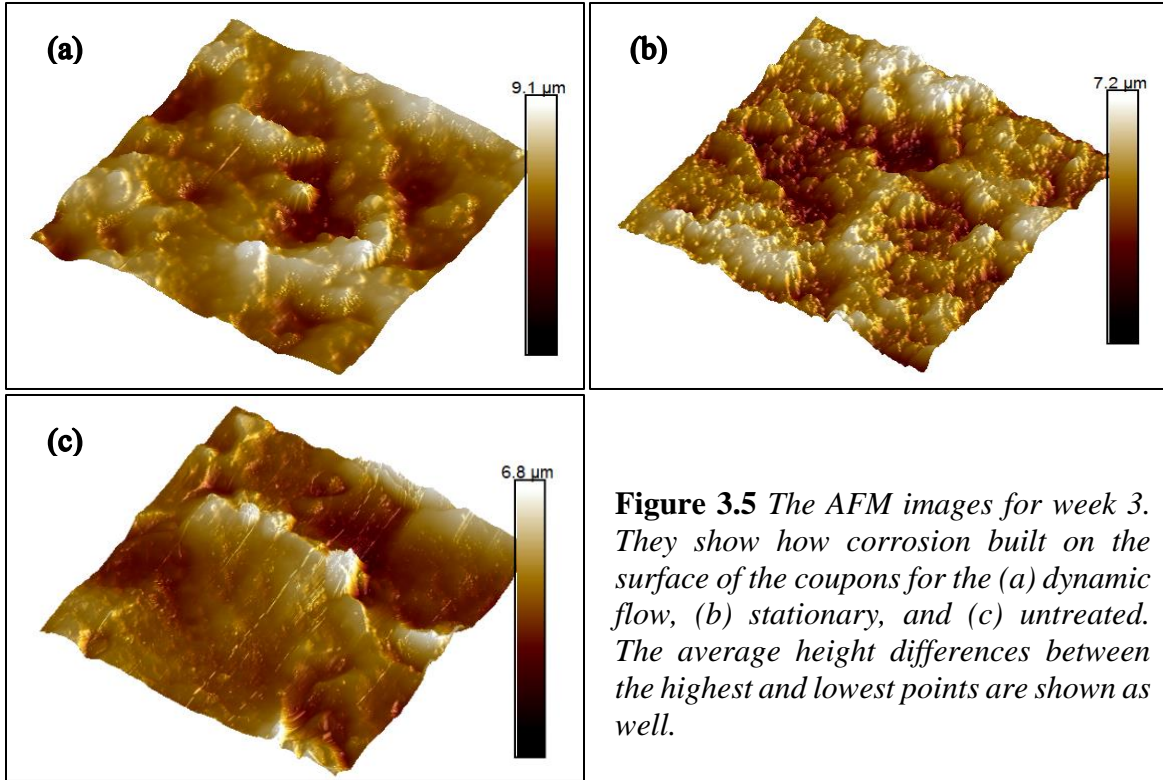 (a)
9.1 µm
(b)
7.2 µm
(c)
6.8 µm
Figure 3.5 The AFM images for week 3.
They show how corrosion built on the
surface of the coupons for the (a) dynamic
flow, (b) stationary, and (c) untreated.
The average height differences between
the highest and lowest points are shown as
well.